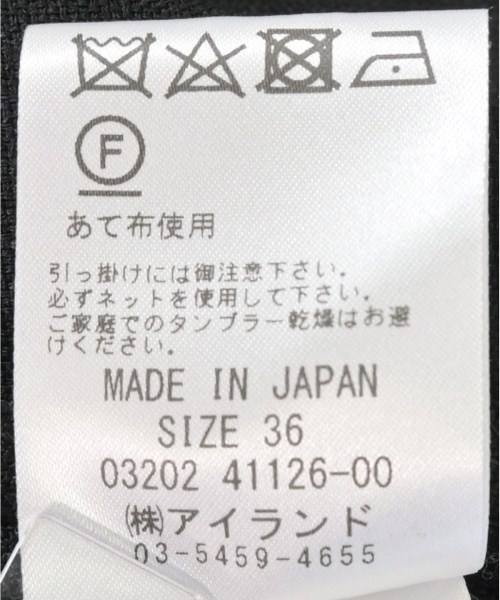 F
あて布使用
引っ掛けには御注意下さい。
必ずネットを使用して下さい。
ご家庭でのタンブラー乾燥はお避
けください。
MADE IN JAPAN
SIZE 36
03202 41126-00
㈱アイランド
03-5459-4655